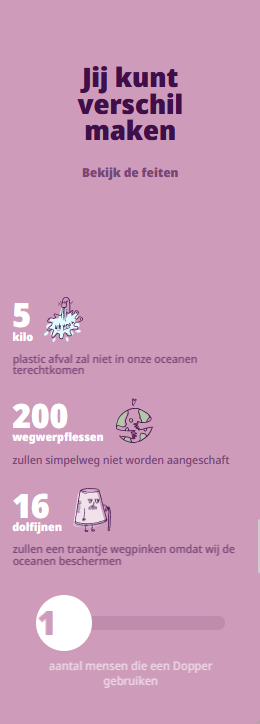 Jij kunt
verschil
maken
Bekijk de feiten
5
kilo
plastic afval zal niet in onze oceanen
terechtkomen
200
wegwerpflessen
zullen simpelweg niet worden aangeschaft
16
dolfijnen
zullen een traantje wegpinken omdat wij de
oceanen beschermen
1
aantal mensen die een Dopper
gebruiken